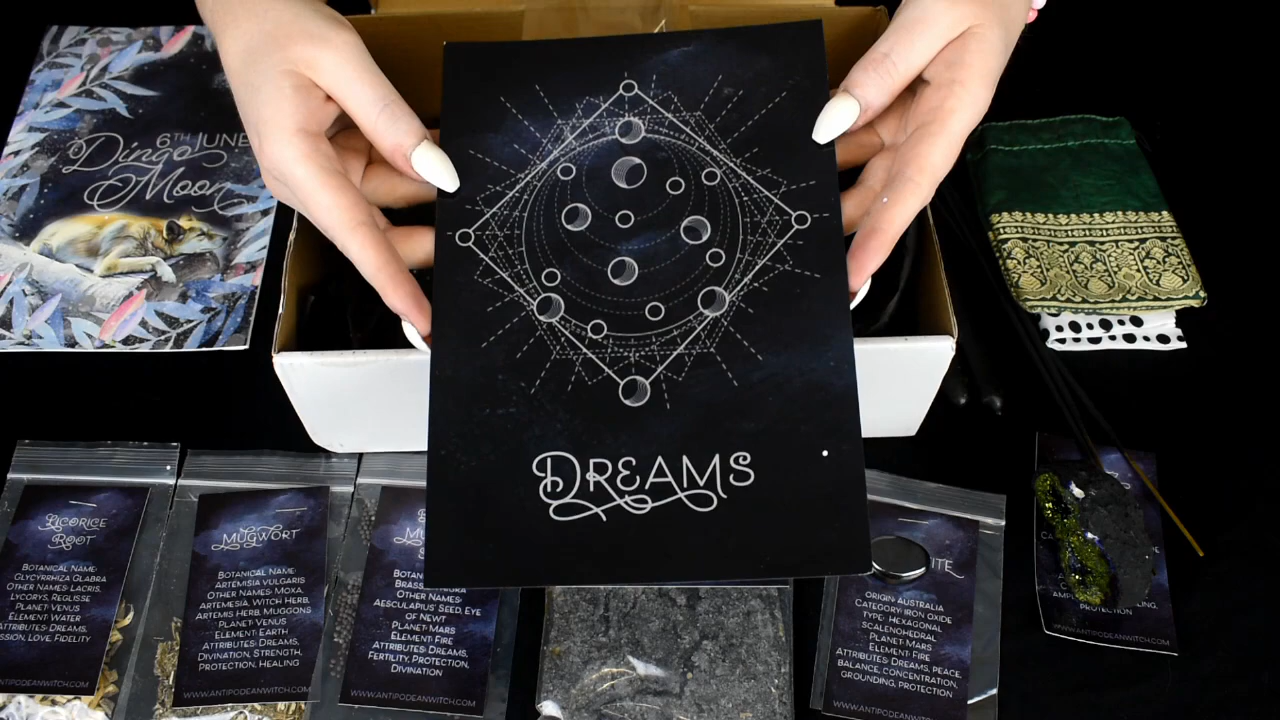 6TH JUNE
Dingo
Moon
DREAMS
LICORICE
ROOT
BOTANICAL NAME:
GLYCYRRHIZA GLABRA
OTHER NAMES: LACRIS,
LYCORYS, REGLISSE
PLANET: VENUS
ELEMENT: WATER
ATTRIBUTES: DREAMS,
LOVE, FIDELITY
WWW.ANTIPODEANWITCH.COM
MUGWORT
BOTANICAL NAME:
ARTEMISIA VULGARIS
OTHER NAMES: MOXA,
ARTEMESIA, WITCH HERB,
ARTEMIS HERB, MUGGONS
PLANET: VENUS
ELEMENT: EARTH
ATTRIBUTES: DREAMS,
DIVINATION, STRENGTH,
PROTECTION, HEALING
WWW.ANTIPODEANWITCH.COM
OTHER NAMES:
AESCULAPIUS' SEED, EYE
OF NEWT
PLANET: MARS
ELEMENT: FIRE
ATTRIBUTES: DREAMS,
FERTILITY, PROTECTION,
DIVINATION
WWW.ANTIPODEANWITCH.COM
ORIGIN: AUSTRALIA
CATEGORY: IRON OXIDE
TYPE: HEXAGONAL
SCALENOHEDRAL
PLANET: MARS
ELEMENT: FIRE
ATTRIBUTES: DREAMS, PEACE,
BALANCE, CONCENTRATION,
GROUNDING, PROTECTION
WWW.ANTIPODEANWITCH.COM
PROTECTION
WWW.ANTIPODEANWITCH.COM